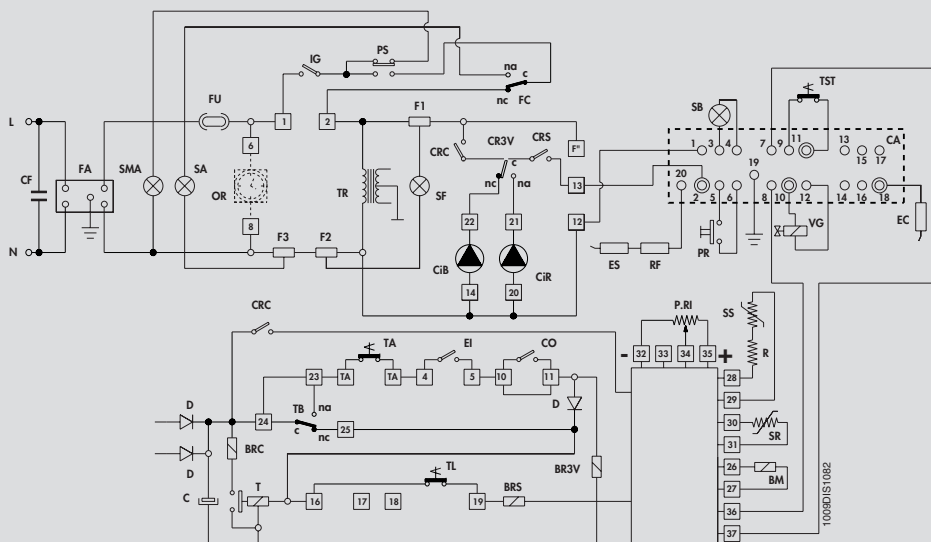 IG
PS
na
c
nc
FC
FU
1
2
F1
L
CF
FA
SMA
SA
6
OR
8
TR
SF
CRC
CR3V
CRS
c
nc
na
F"
13
12
22
21
CiB
CiR
14
20
N
F3
F2
SB
TST
1
3
4
7
9
11
13
CA
15
17
20
19
2
5
6
8
10
12
14
16
18
EC
ES
RF
PR
VG
CRC
TA
EI
CO
P.RI
SS
R
23
TA
TA
4
5
10
11
-
32
33
34
35
+
28
29
D
24
TB
na
c
nc
25
D
30
31
SR
D
BRC
TL
BR3V
26
27
BM
C
T
16
17
18
19
BRS
36
37
1009DIS1082